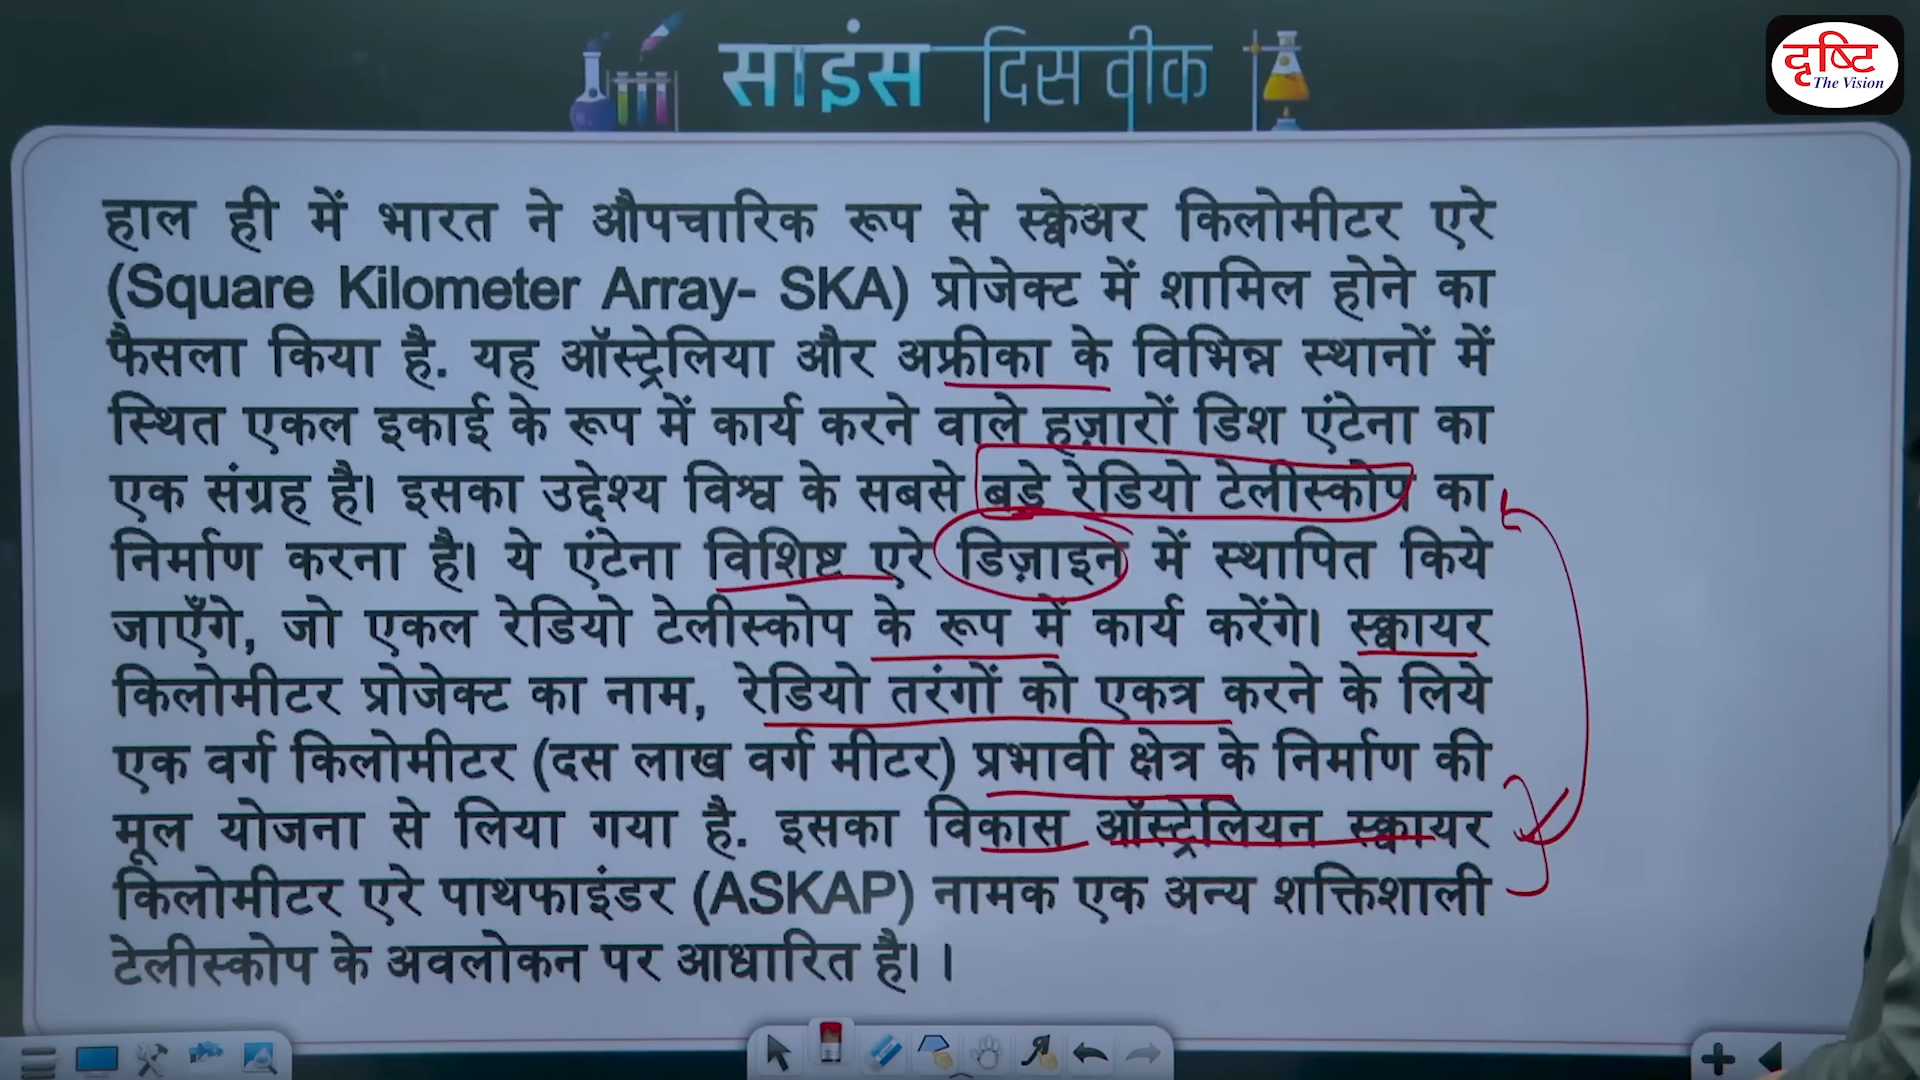 साइंस दिस वीक
दृष्टि
The Vision
हाल ही में भारत ने औपचारिक रूप से स्क्वेअर किलोमीटर एरे
(Square Kilometer Array- SKA) प्रोजेक्ट में शामिल होने का
फैसला किया है. यह ऑस्ट्रेलिया और अफ्रीका के विभिन्न स्थानों में
स्थित एकल इकाई के रूप में कार्य करने वाले हज़ारों डिश एंटेना का
एक संग्रह है। इसका उद्देश्य विश्व के सबसे बड़े रेडियो टेलीस्कोप का
निर्माण करना है। ये एंटेना विशिष्ट एरे डिज़ाइन में स्थापित किये
जाएँगे, जो एकल रेडियो टेलीस्कोप के रूप में कार्य करेंगे। स्क्वायर
किलोमीटर प्रोजेक्ट का नाम, रेडियो तरंगों को एकत्र करने के लिये
एक वर्ग किलोमीटर (दस लाख वर्ग मीटर) प्रभावी क्षेत्र के निर्माण की
मूल योजना से लिया गया है. इसका विकास ऑस्ट्रेलियन स्क्वायर
किलोमीटर एरे पाथफाइंडर (ASKAP) नामक एक अन्य शक्तिशाली
टेलीस्कोप के अवलोकन पर आधारित है। ।